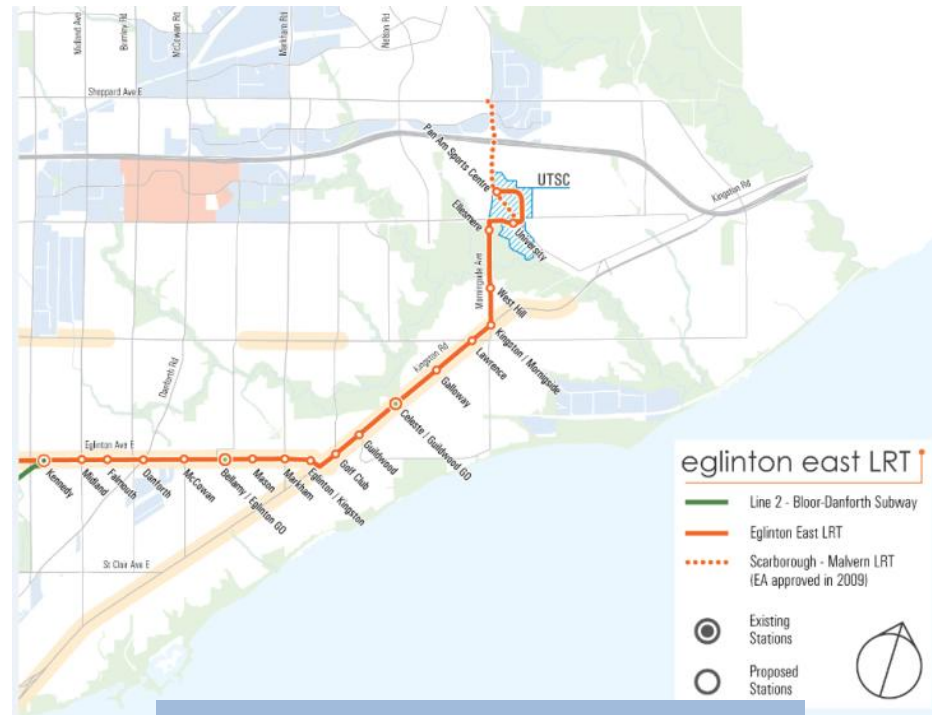 Midland Ave
Brimley Rd
McCowan Rd
Markham Rd
Neilson Rd
Sheppard Ave E
Pan Am Sports Centre
UTSC
Kingston Rd
Ellesmere
University
Morningside Ave
West Hill
Kingston / Morningside
Kingston Rd
Lawrence
Galloway
Danforth Rd
Celeste / Guildwood GO
Guildwood
Golf Club
Eglinton Ave E
Kennedy
Midland
Falmouth
Danforth
McCowan
Bellamy / Eglinton GO
Mason
Markham
Eglinton / Kingston
St Clair Ave E
eglinton east LRT
Line 2 - Bloor-Danforth Subway
Eglinton East LRT
Scarborough - Malvern LRT
(EA approved in 2009)
Existing
Stations
Proposed
Stations